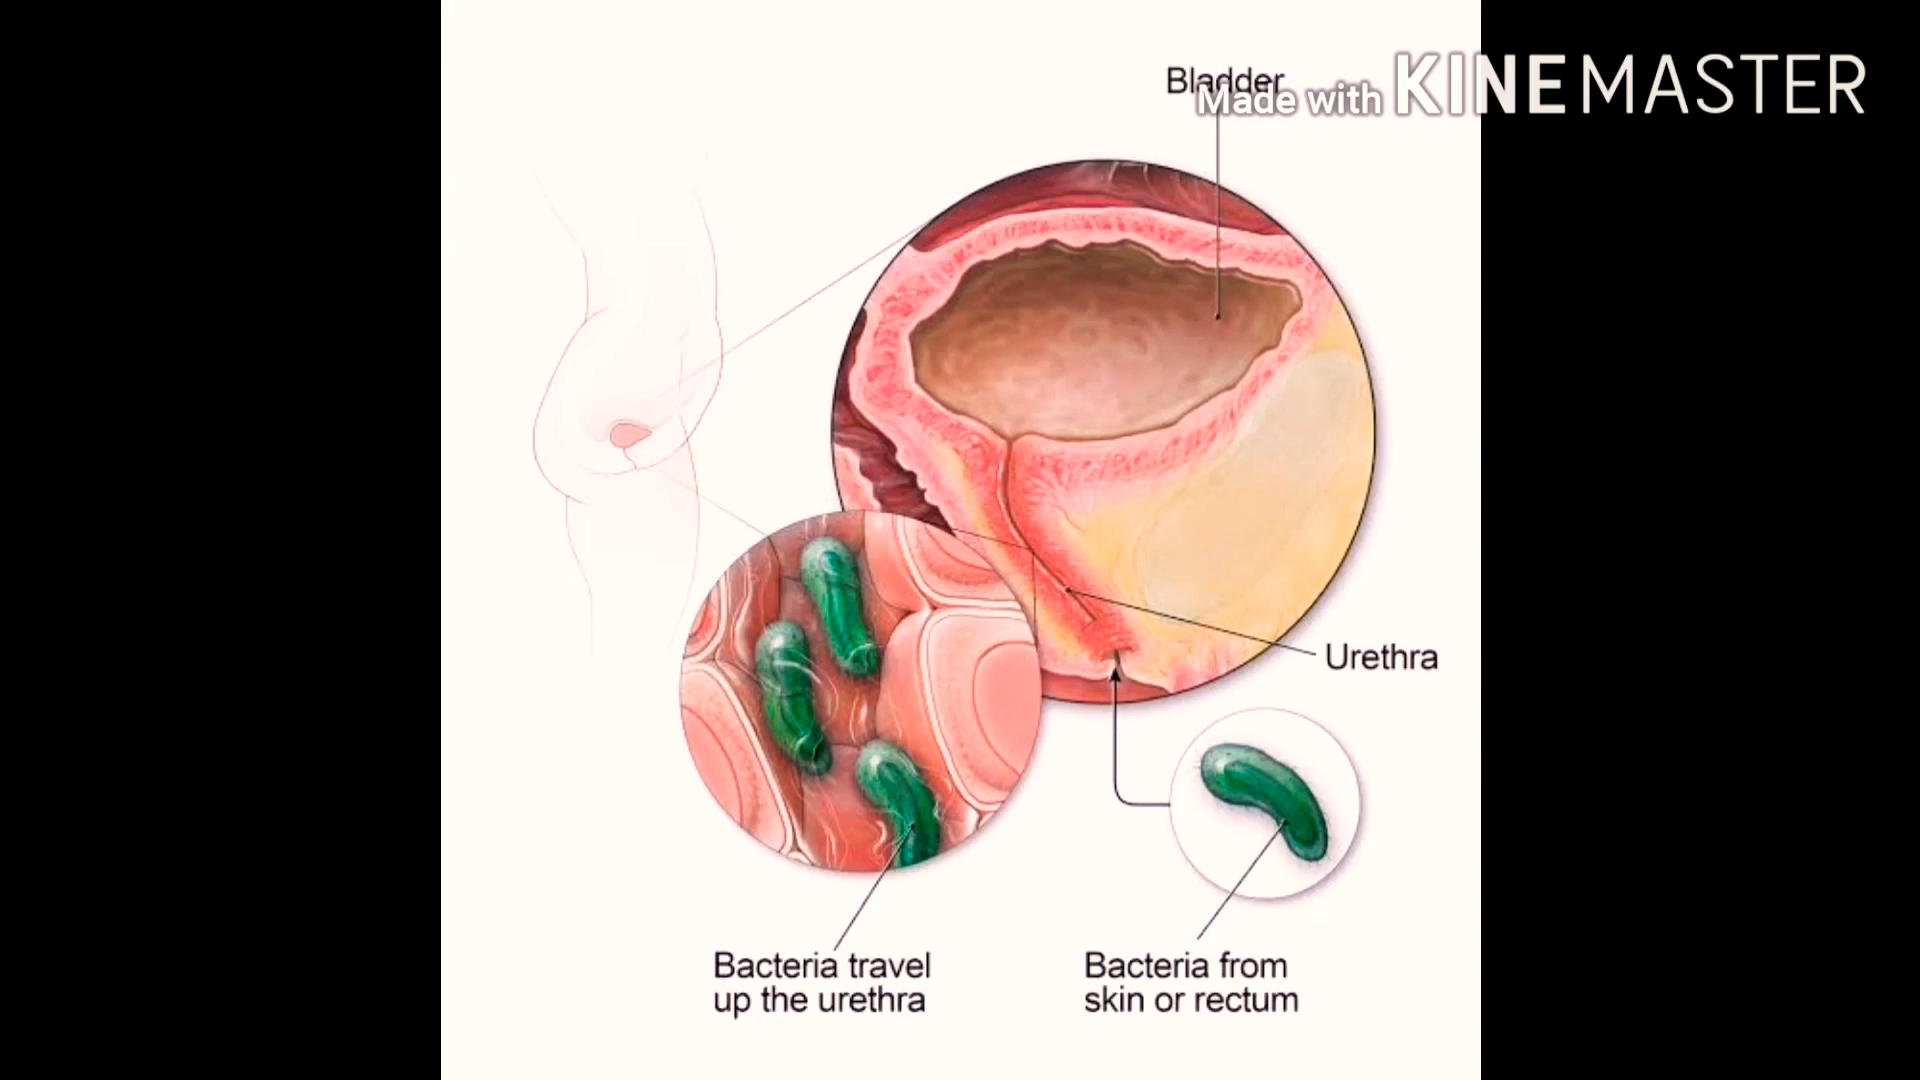 Bladder
Made with KINEMASTER
Urethra
Bacteria travel
up the urethra
Bacteria from
skin or rectum